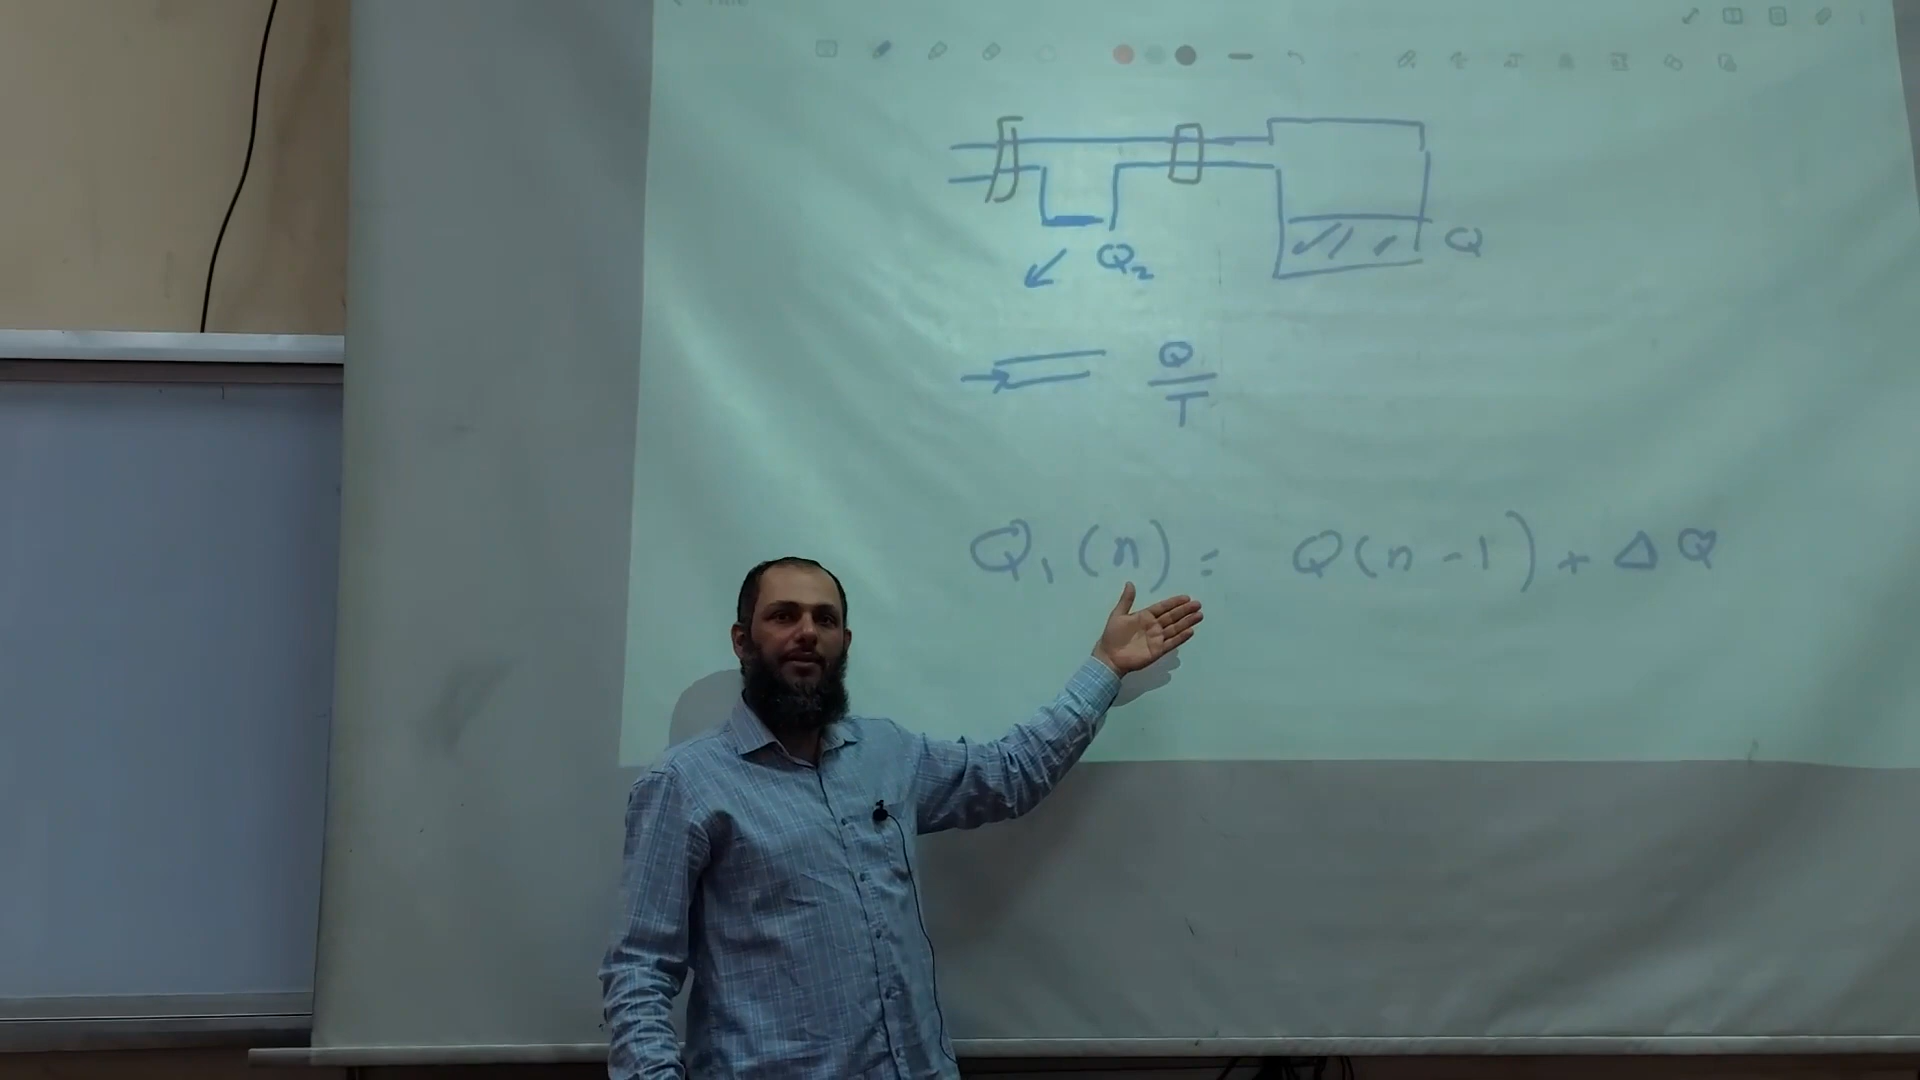 Q₂
Q
Q
T
Q₁(n) = Q(n-1) + ΔQ